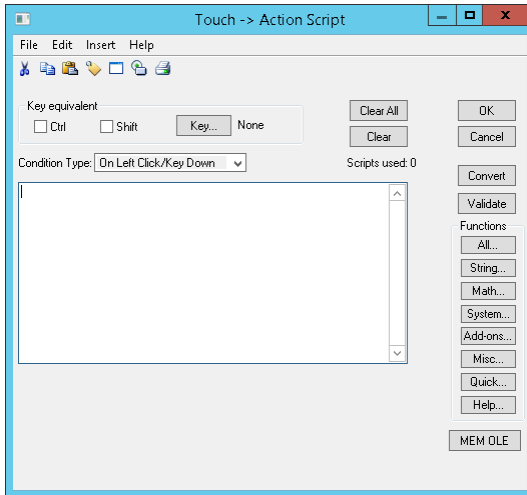 Touch -> Action Script
x
File Edit Insert Help
Key equivalent
Ctrl Shift Key... None
Clear All
OK
Clear
Cancel
Condition Type: On Left Click/Key Down
Scripts used: 0
Convert
Validate
Functions
All...
String...
Math...
System...
Add-ons...
Misc...
Quick...
Help...
MEM OLE